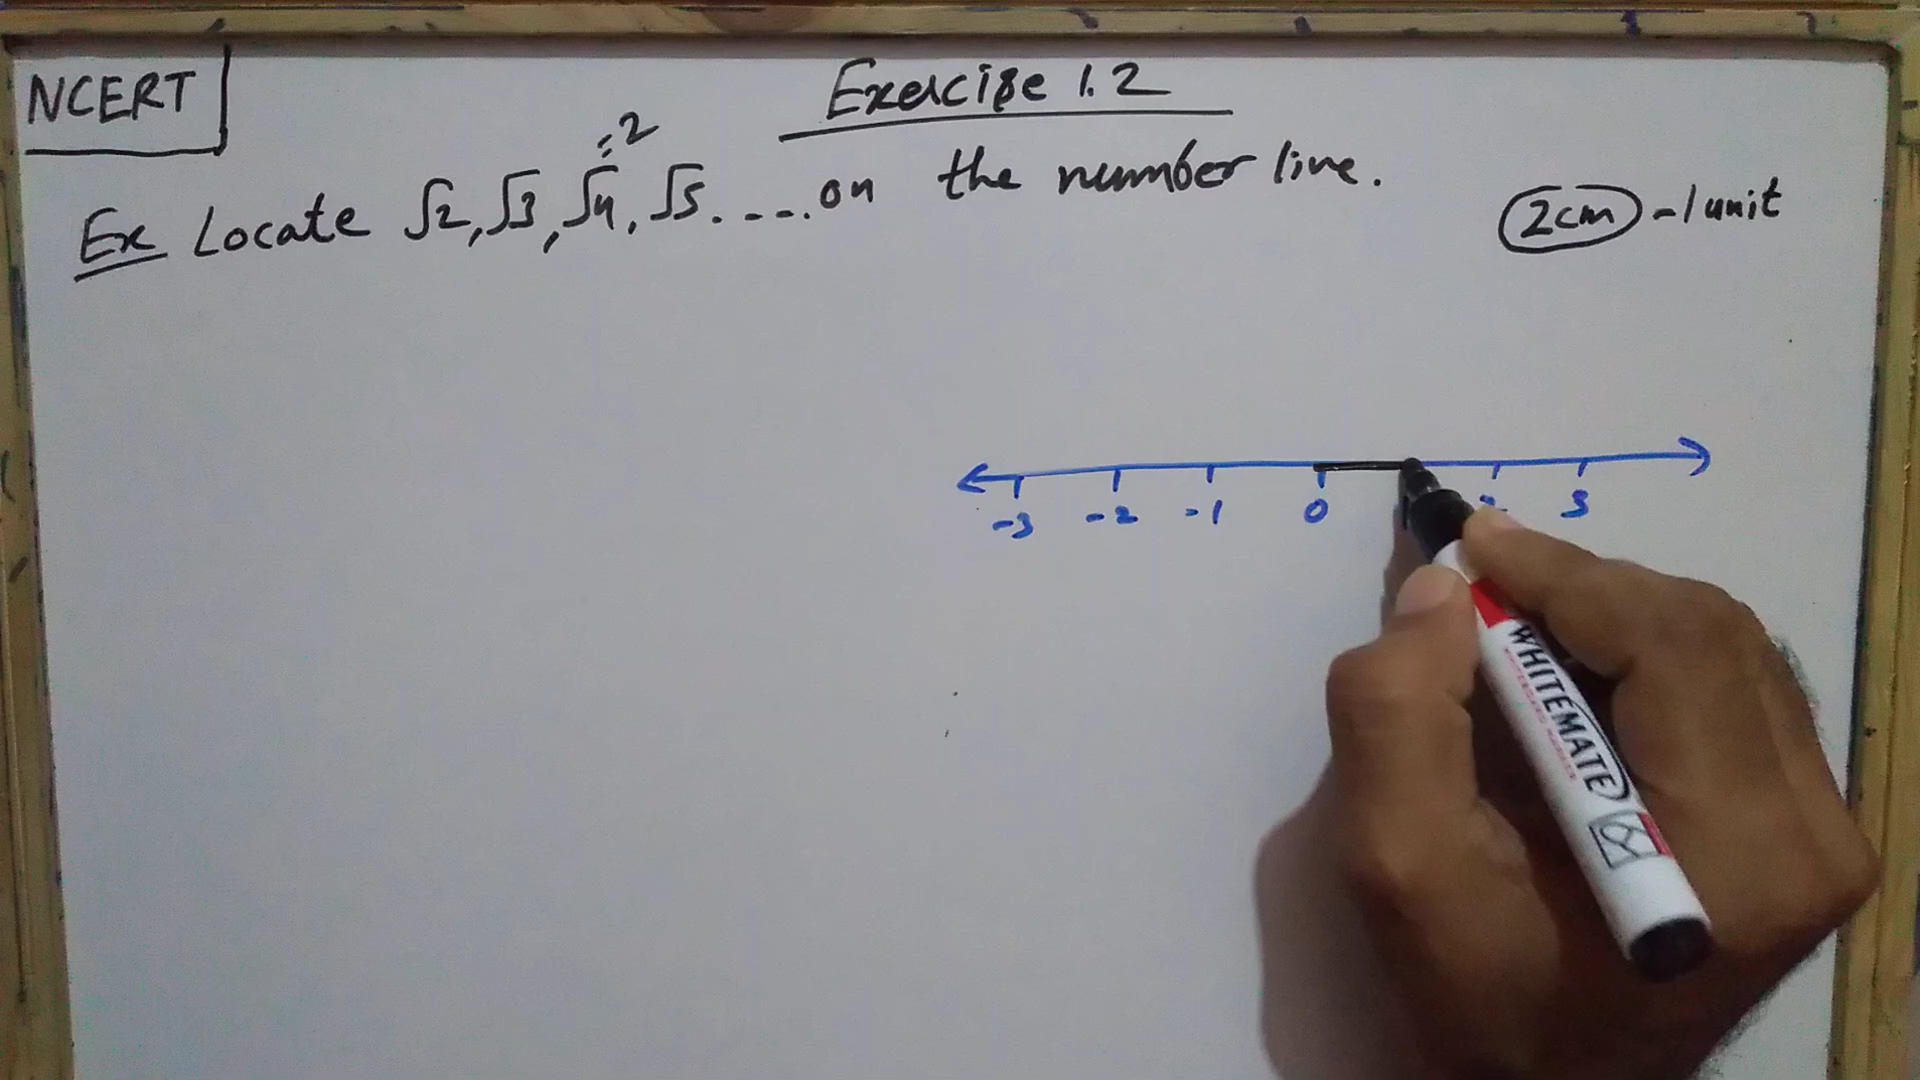 NCERT
Exercise 1.2
=2
Ex Locate √2, √3, √4, √5. ---. on the number line.
2cm - 1 unit
-3 -2 -1 0 3
WHITEMATE